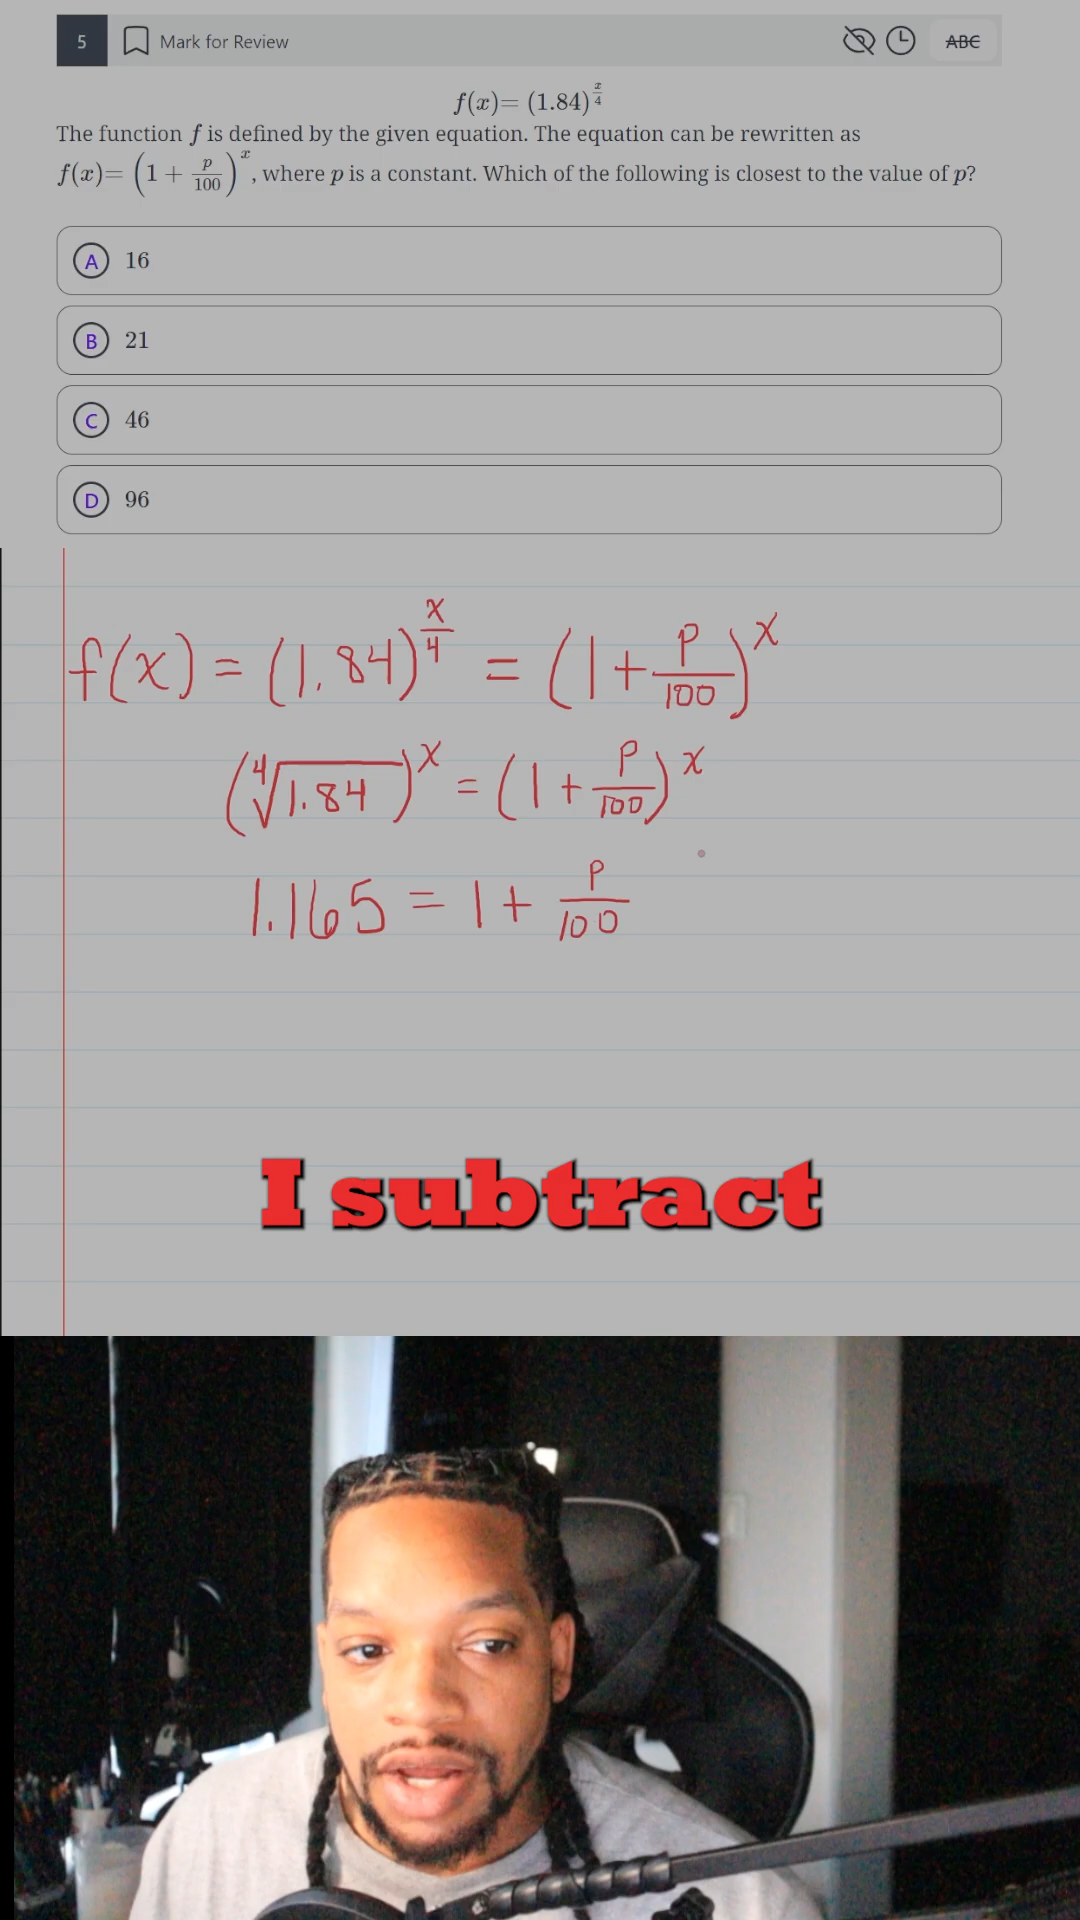 5 Mark for Review ABC
f(x)= (1.84)^{x/4}
The function f is defined by the given equation. The equation can be rewritten as
f(x)= (1 + p/100)^x, where p is a constant. Which of the following is closest to the value of p?
A 16
B 21
C 46
D 96
f(x) = (1.84)^{x/4} = (1 + p/100)^x
(∜1.84)^x = (1 + p/100)^x
1.165 = 1 + p/100
I subtract